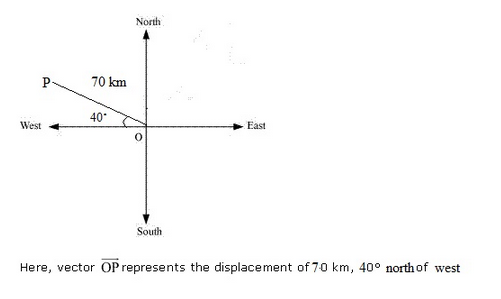 North
P 70 km
40°
West East
O
South
Here, vector OP represents the displacement of 70 km, 40° north of west